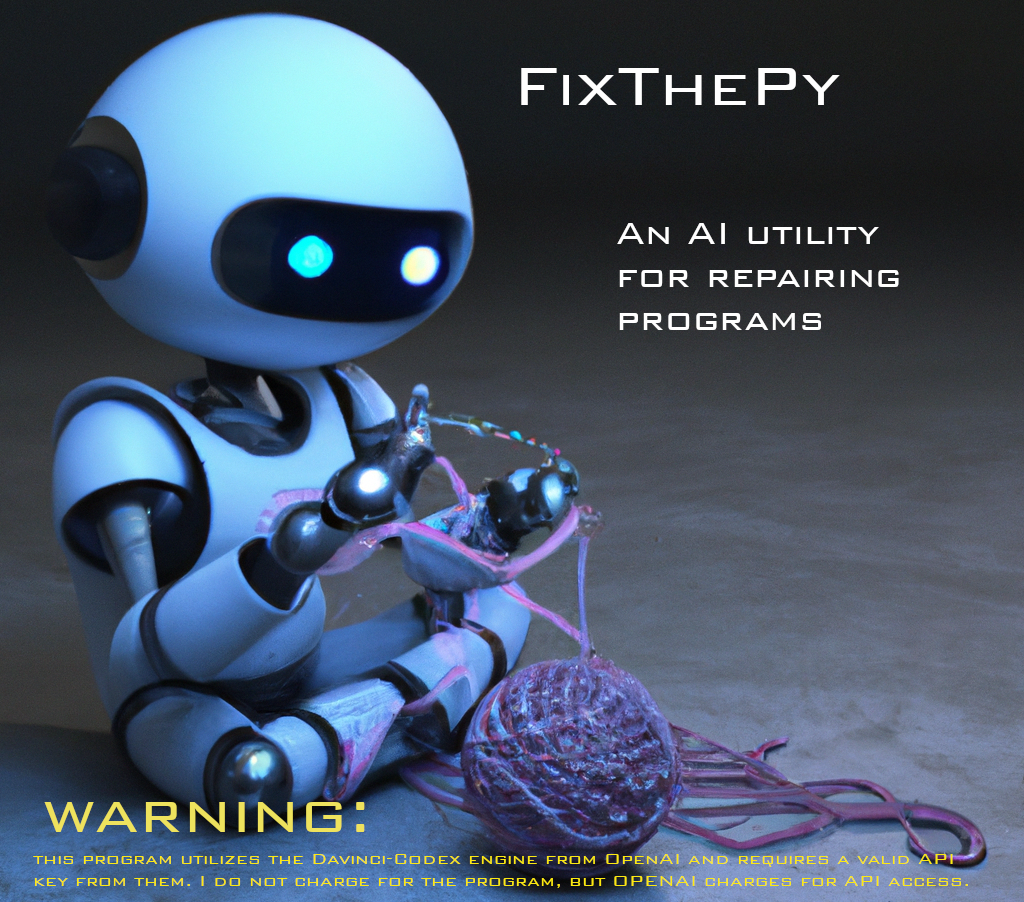 FixThePy
An AI utility
for repairing
programs
WARNING:
this program utilizes the Davinci-Codex engine from OpenAI and requires a valid API
key from them. I do not charge for the program, but OPENAI charges for API access.